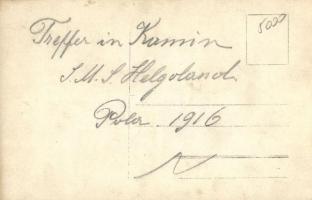 5000
Treffer in Kamin
S.M.S Helgoland.
Pola. 1916